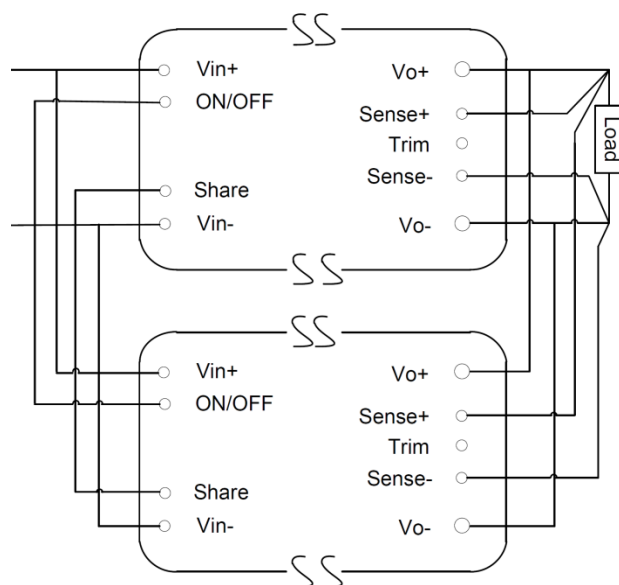 Vin+
Vo+
ON/OFF
Sense+
Trim
Load
Sense-
Share
Vin-
Vo-
Vin+
Vo+
ON/OFF
Sense+
Trim
Sense-
Share
Vin-
Vo-